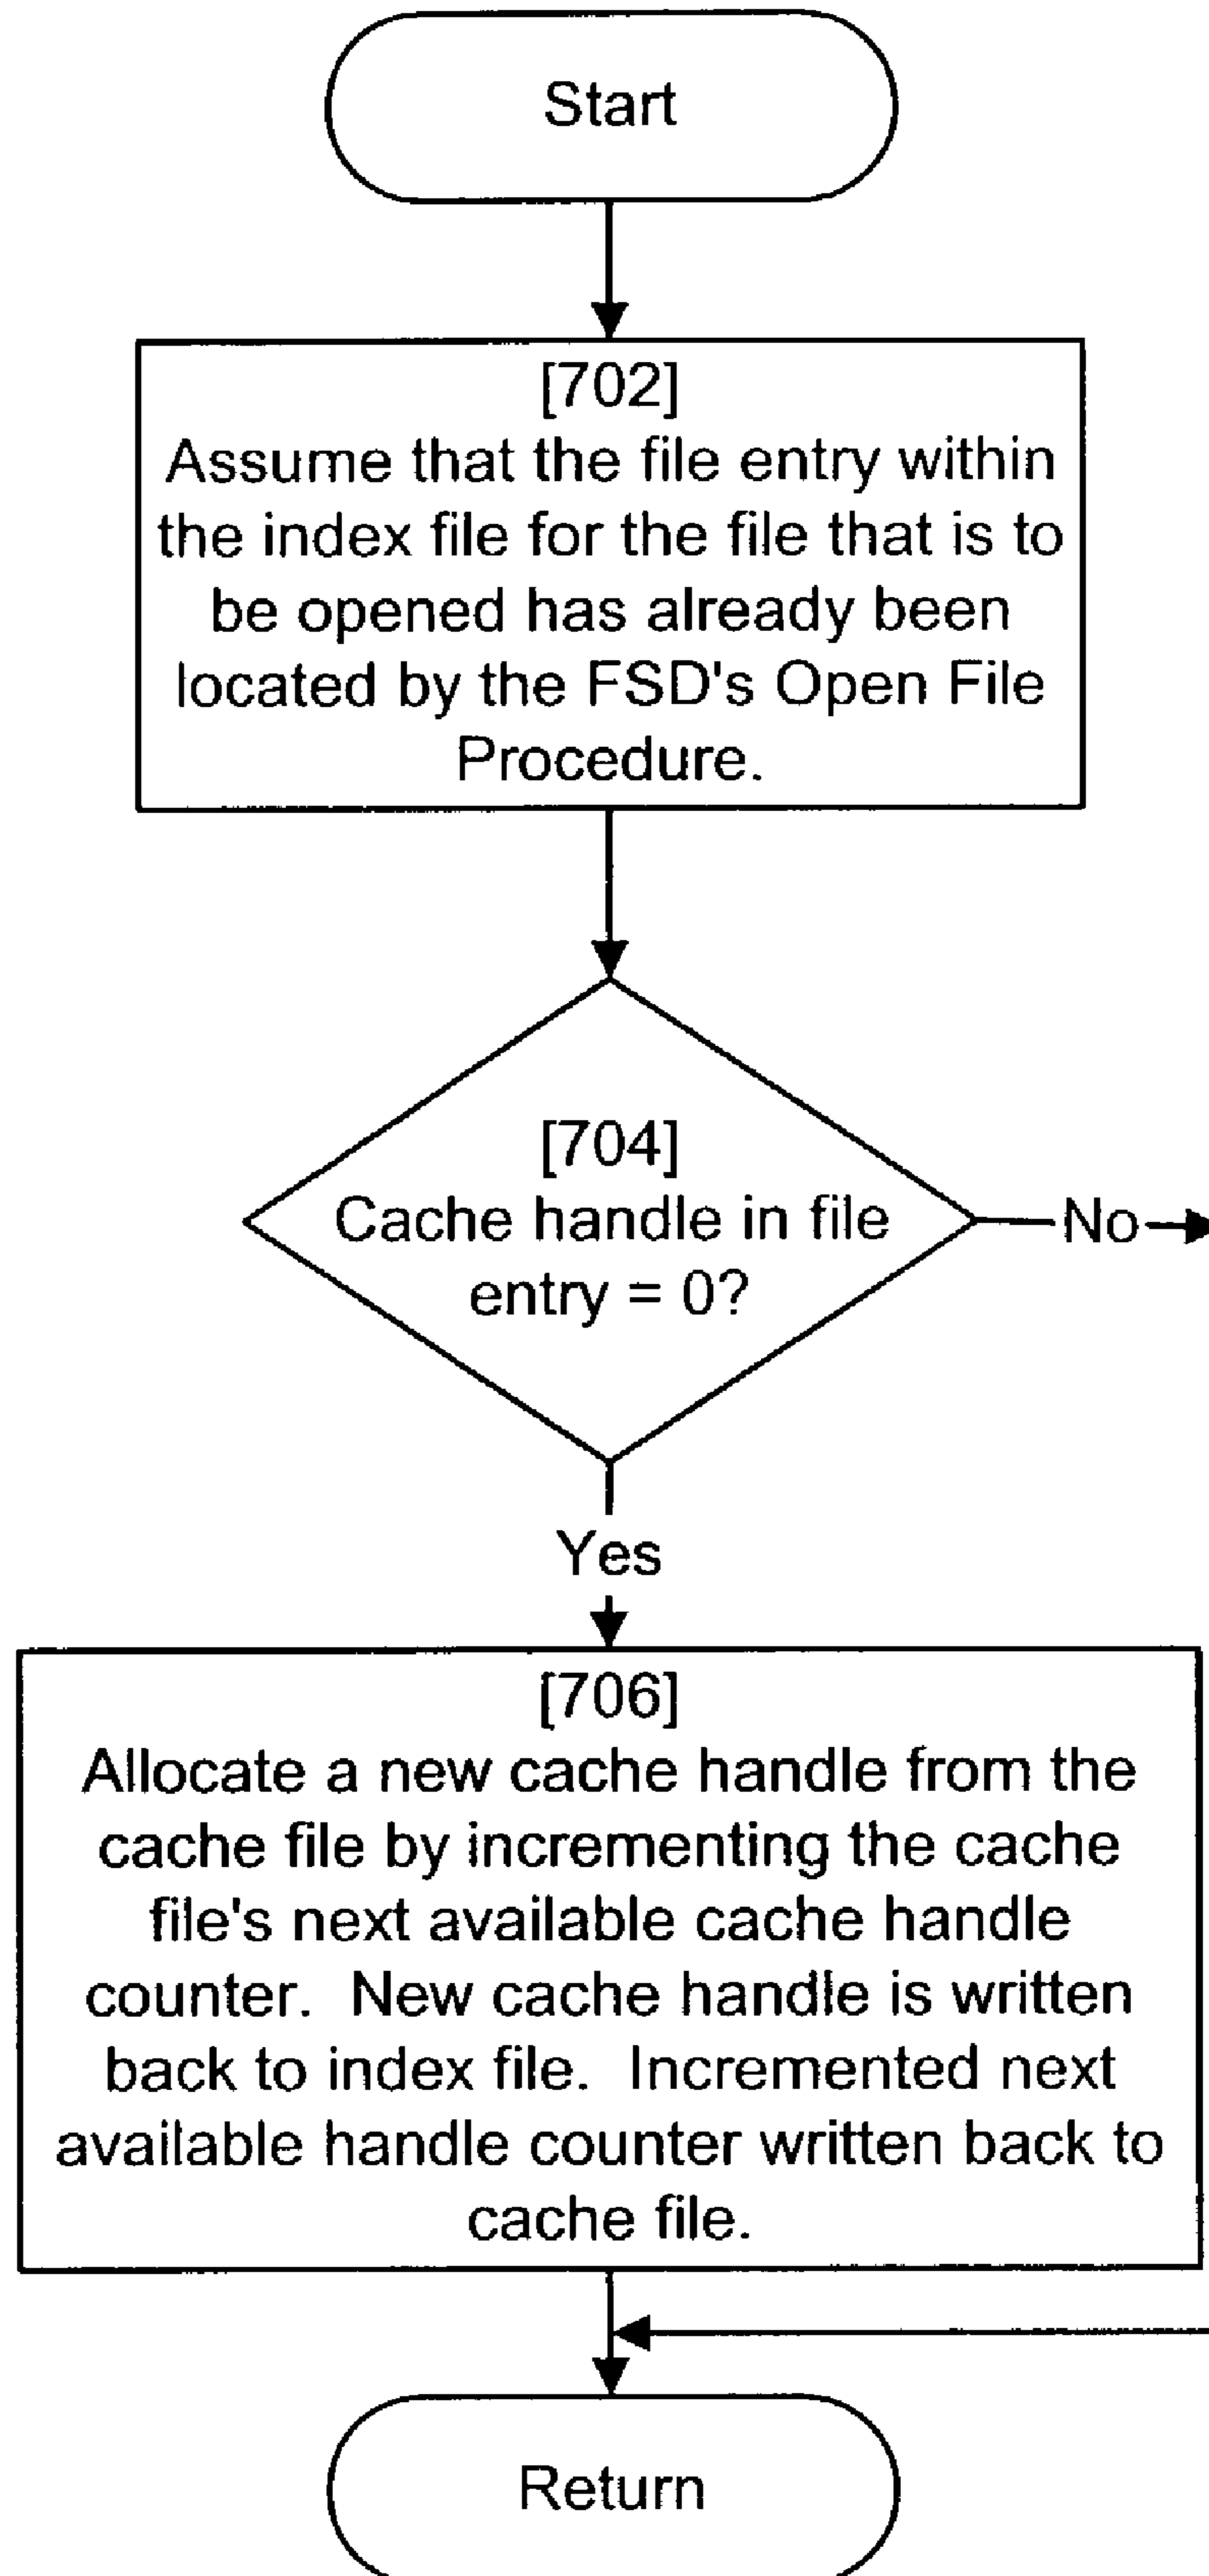 Start
[702]
Assume that the file entry within
the index file for the file that is to
be opened has already been
located by the FSD's Open File
Procedure.
[704]
Cache handle in file
entry = 0?
No
Yes
[706]
Allocate a new cache handle from the
cache file by incrementing the cache
file's next available cache handle
counter.  New cache handle is written
back to index file.  Incremented next
available handle counter written back to
cache file.
Return